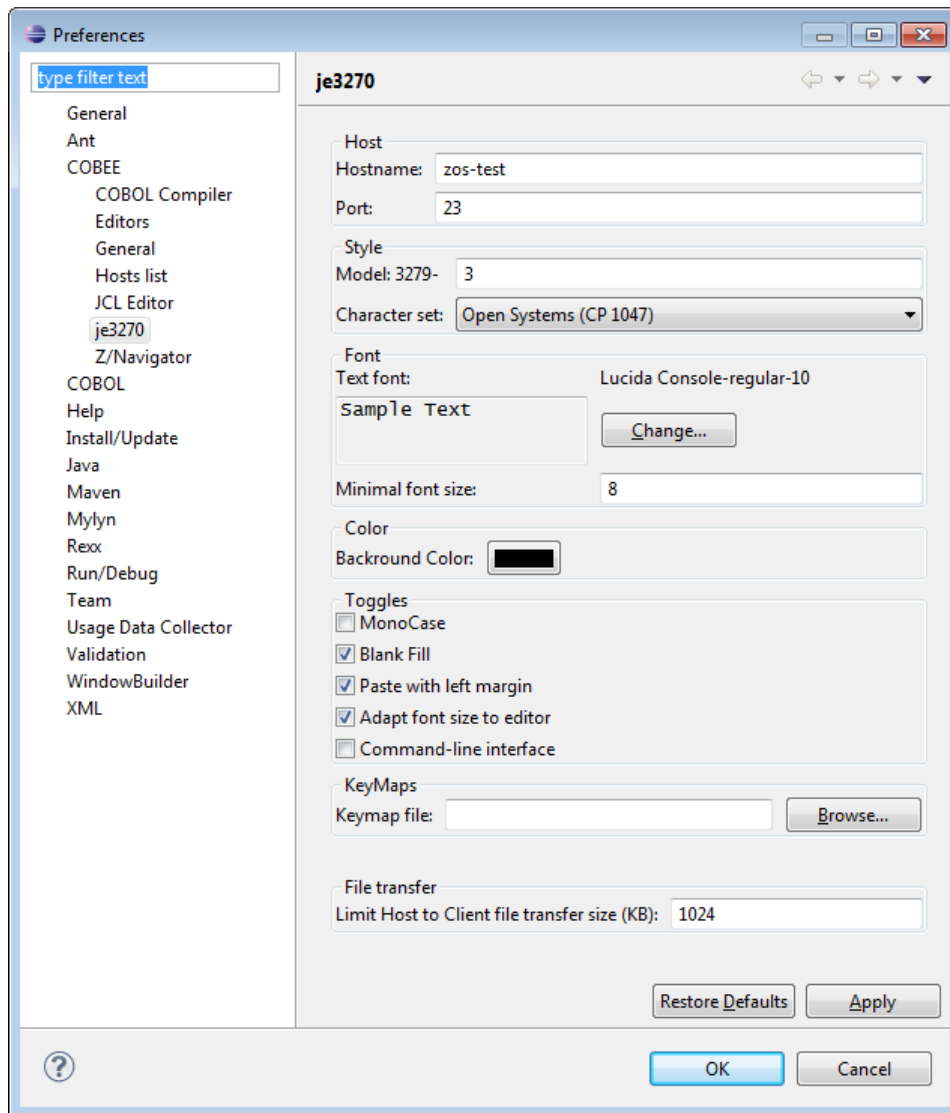 Preferences
type filter text
General
Ant
COBEE
COBOL Compiler
Editors
General
Hosts list
JCL Editor
je3270
Z/Navigator
COBOL
Help
Install/Update
Java
Maven
Mylyn
Rexx
Run/Debug
Team
Usage Data Collector
Validation
WindowBuilder
XML
je3270
Host
Hostname: zos-test
Port: 23
Style
Model: 3279- 3
Character set: Open Systems (CP 1047)
Font
Text font: Lucida Console-regular-10
Sample Text
Change...
Minimal font size: 8
Color
Backround Color:
Toggles
MonoCase
Blank Fill
Paste with left margin
Adapt font size to editor
Command-line interface
KeyMaps
Keymap file: Browse...
File transfer
Limit Host to Client file transfer size (KB): 1024
Restore Defaults Apply
? OK Cancel